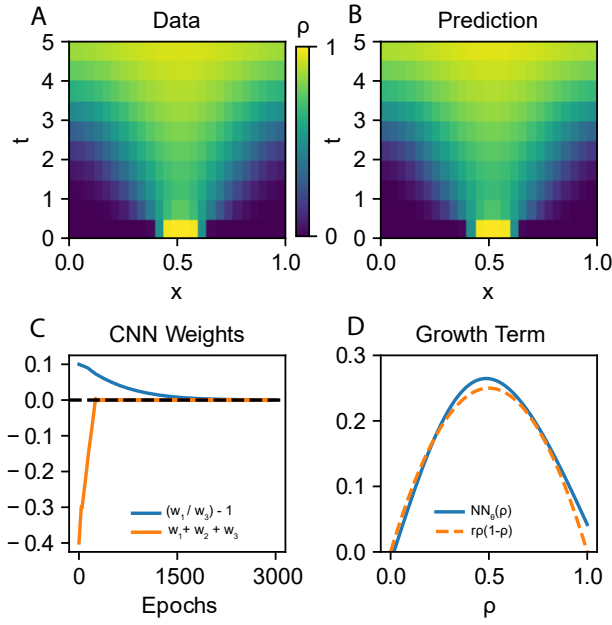 A Data
ρ
B Prediction
5
4
3
2
1
0
t
0.0 0.5 1.0
x
1
0
5
4
3
2
1
0
t
0.0 0.5 1.0
x
C CNN Weights
0.1
0.0
− 0.1
− 0.2
− 0.3
− 0.4
(w₁ / w₃) - 1
w₁+ w₂ + w₃
0 1500 3000
Epochs
D Growth Term
0.3
0.2
0.1
0.0
NNθ(ρ)
rρ(1-ρ)
0.0 0.5 1.0
ρ